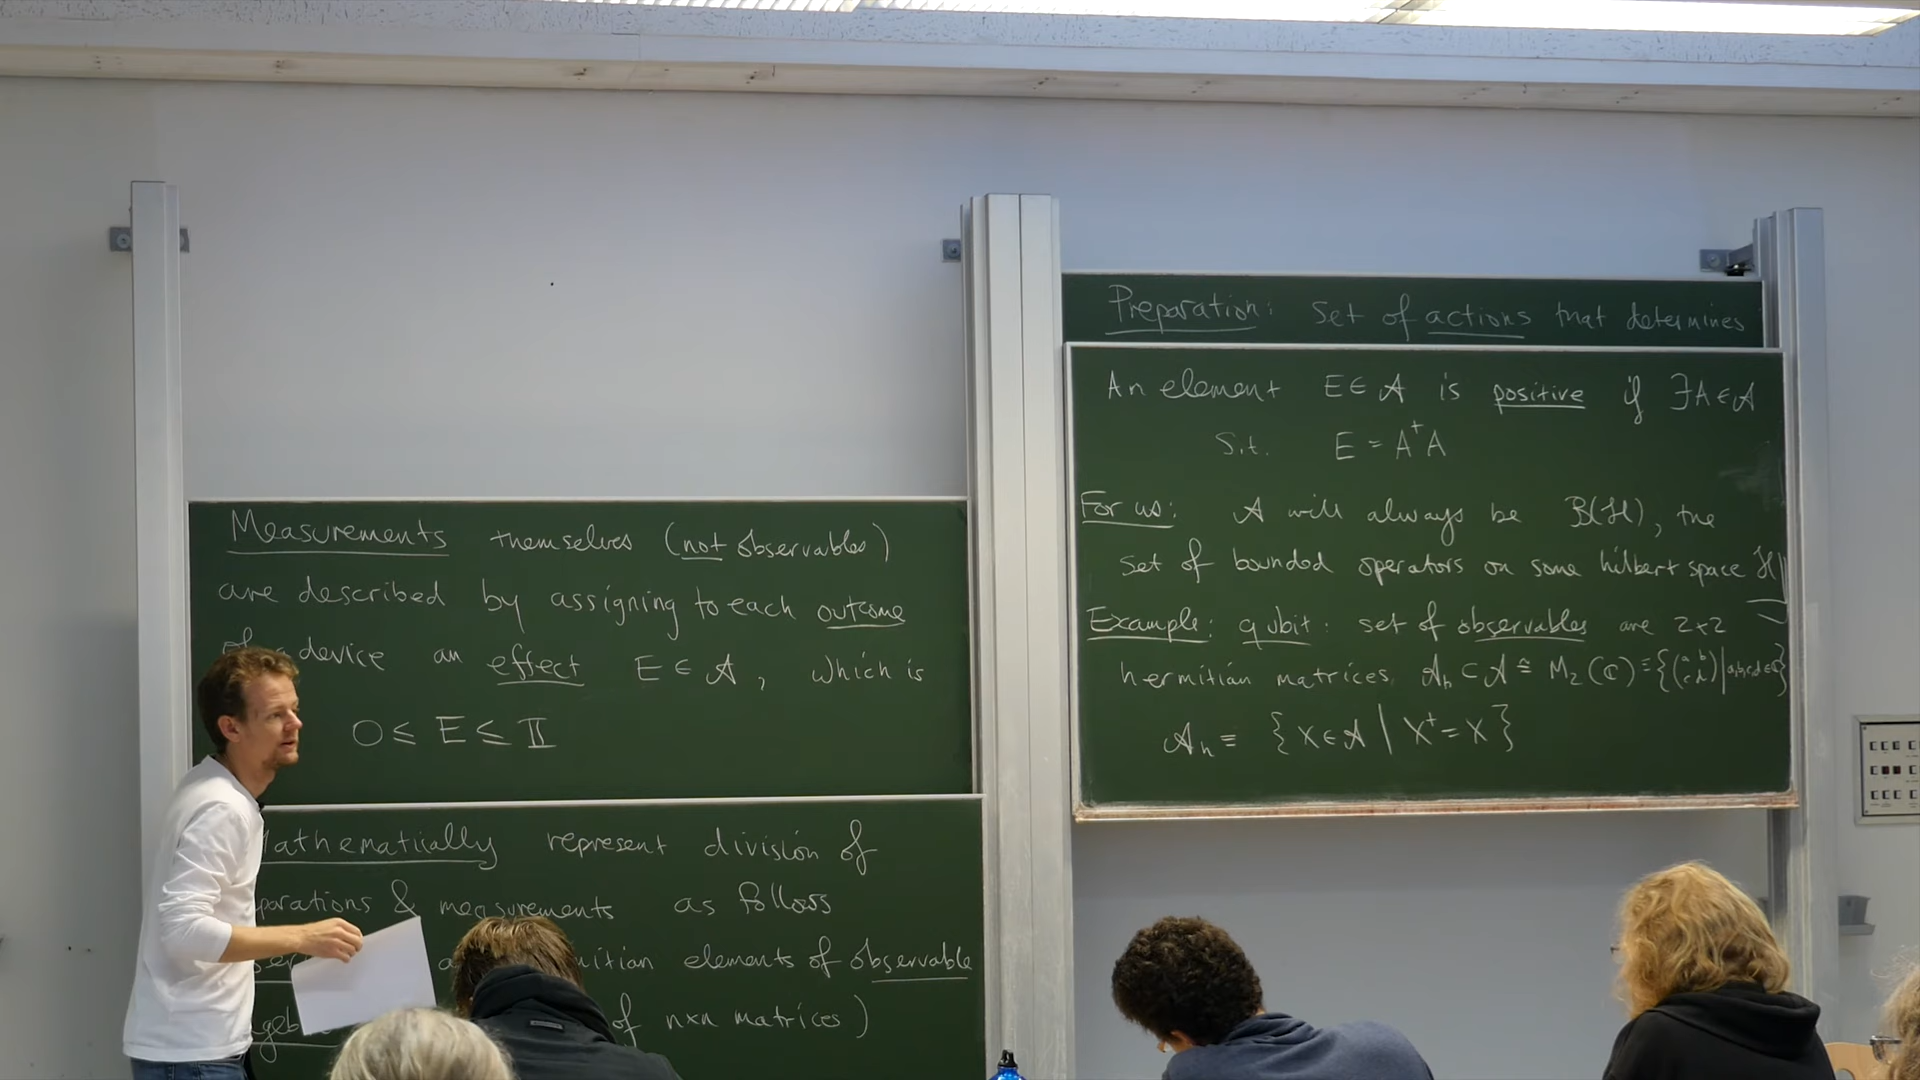 Measurements themselves (not observables)
are described by assigning to each outcome
of a device an effect E ∈ 𝒜, which is
0 ≤ E ≤ 𝟙
Mathematically represent division of
& measurements as follows
elements of observable
of n×n matrices)
Preparation: set of actions that determines
An element E ∈ 𝒜 is positive if ∃A ∈ 𝒜
s.t. E = A†A
For us: 𝒜 will always be ℬ(ℋ), the
set of bounded operators on some hilbert space ℋ
Example: qubit: set of observables are 2×2
hermitian matrices, 𝒜ₕ ⊂ 𝒜 ≅ M₂(ℂ) ≡ {(a b c d) | a,b,c,d ∈ ℂ}
𝒜ₕ ≡ {X ∈ 𝒜 | X† = X}